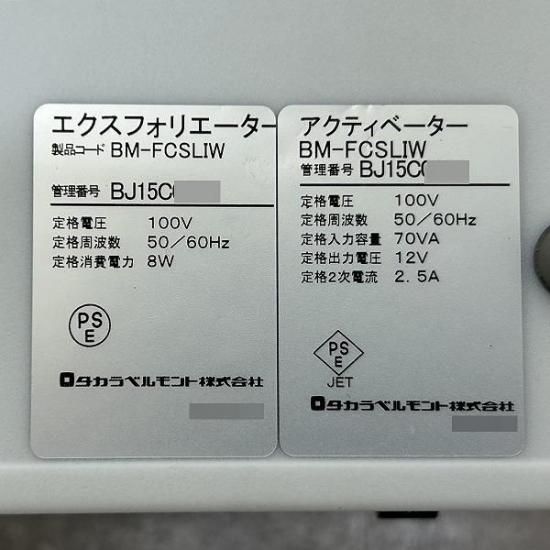 エクスフォリエーター
製品コード BM-FCSLIW
管理番号 BJ15C
定格電圧 100V
定格周波数 50／60Hz
定格消費電力 8W
PS
E
タカラベルモント株式会社
アクティベーター
BM-FCSLIW
管理番号 BJ15C
定格電圧 100V
定格周波数 50／60Hz
定格入力容量 70VA
定格出力電圧 12V
定格2次電流 2.5A
PS
E
JET
タカラベルモント株式会社